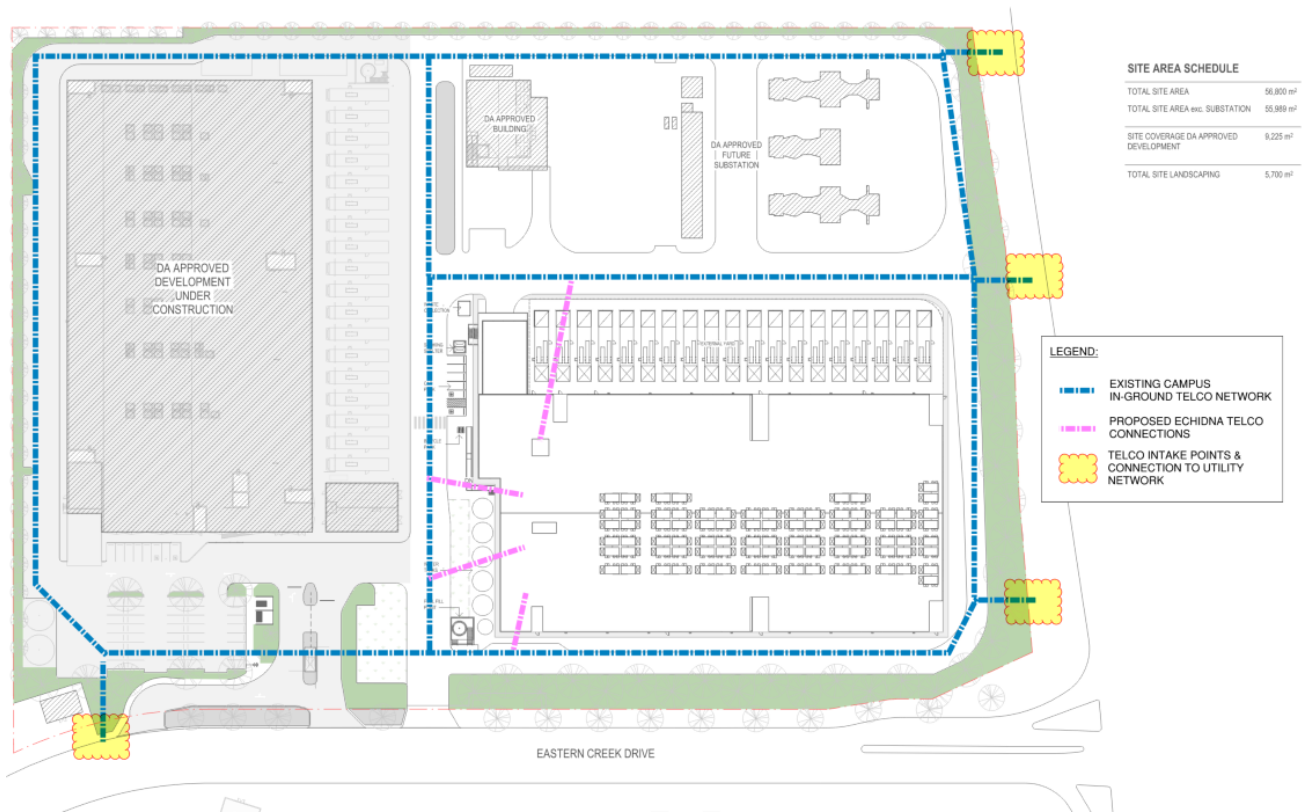 SITE AREA SCHEDULE
TOTAL SITE AREA 56,800 m²
TOTAL SITE AREA exc. SUBSTATION 55,989 m²
SITE COVERAGE DA APPROVED 9,225 m²
DEVELOPMENT
TOTAL SITE LANDSCAPING 5,700 m²
DA APPROVED
BUILDING
DA APPROVED
FUTURE
SUBSTATION
DA APPROVED
DEVELOPMENT
UNDER
CONSTRUCTION
EXTERNAL YARD
LEGEND:
EXISTING CAMPUS
IN-GROUND TELCO NETWORK
PROPOSED ECHIDNA TELCO
CONNECTIONS
TELCO INTAKE POINTS &
CONNECTION TO UTILITY
NETWORK
EASTERN CREEK DRIVE